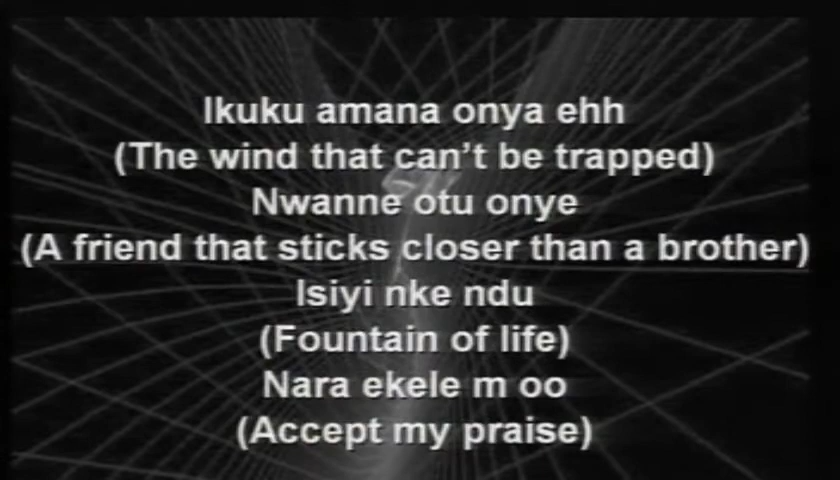 Ikuku amana onya ehh
(The wind that can't be trapped)
Nwanne otu onye
(A friend that sticks closer than a brother)
Isiyi nke ndu
(Fountain of life)
Nara ekele m oo
(Accept my praise)